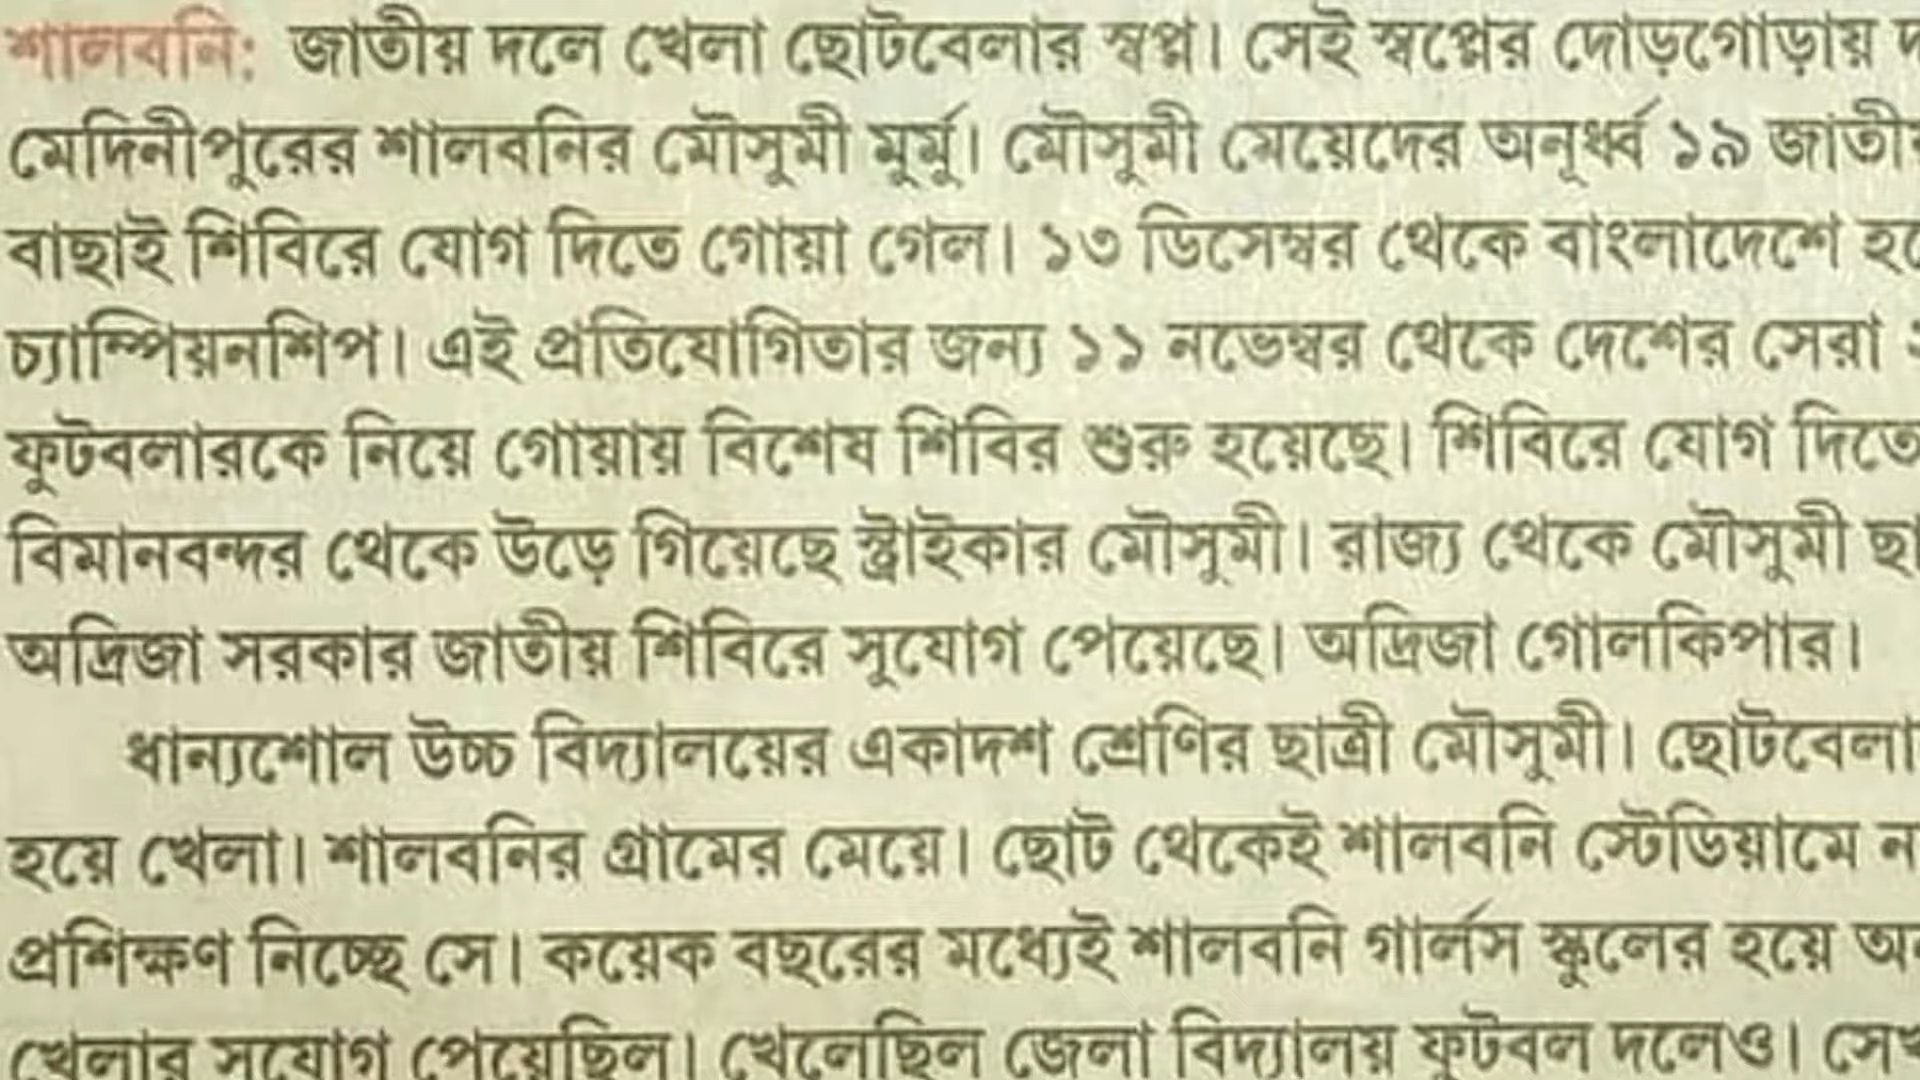 শালবনি: জাতীয় দলে খেলা ছোটবেলার স্বপ্ন। সেই স্বপ্নের দোড়গোড়ায়
মেদিনীপুরের শালবনির মৌসুমী মুর্মু। মৌসুমী মেয়েদের অনূর্ধ্ব ১৯ জাতীয়
বাছাই শিবিরে যোগ দিতে গোয়া গেল। ১৩ ডিসেম্বর থেকে বাংলাদেশে
চ্যাম্পিয়নশিপ। এই প্রতিযোগিতার জন্য ১১ নভেম্বর থেকে দেশের সেরা
ফুটবলারকে নিয়ে গোয়ায় বিশেষ শিবির শুরু হয়েছে। শিবিরে যোগ দিতে
বিমানবন্দর থেকে উড়ে গিয়েছে স্ট্রাইকার মৌসুমী। রাজ্য থেকে মৌসুমী
অদ্রিজা সরকার জাতীয় শিবিরে সুযোগ পেয়েছে। অদ্রিজা গোলকিপার।
ধান্যশোল উচ্চ বিদ্যালয়ের একাদশ শ্রেণির ছাত্রী মৌসুমী। ছোটবেলা
হয়ে খেলা। শালবনির গ্রামের মেয়ে। ছোট থেকেই শালবনি স্টেডিয়ামে
প্রশিক্ষণ নিচ্ছে সে। কয়েক বছরের মধ্যেই শালবনি গার্লস স্কুলের হয়ে
খেলার সুযোগ পেয়েছিল। খেলেছিল জেলা বিদ্যালয় ফুটবল দলেও।